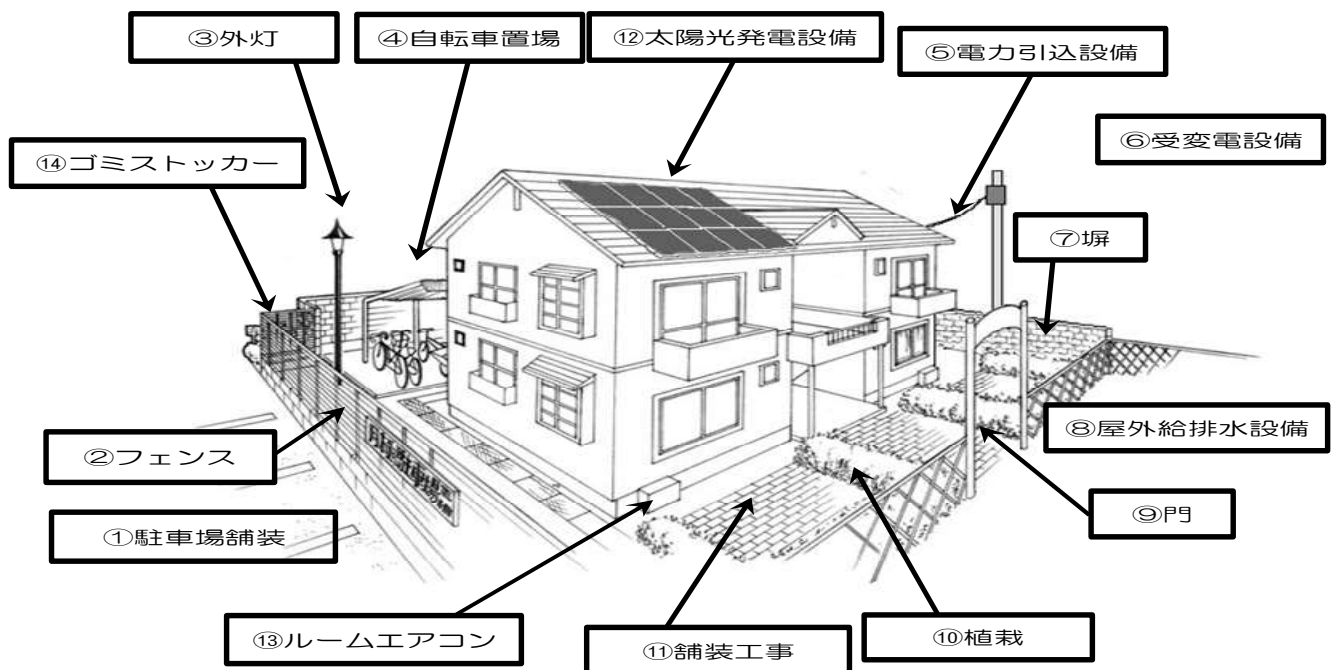 ③外灯
④自転車置場
⑫太陽光発電設備
⑤電力引込設備
⑥受変電設備
⑭ゴミストッカー
⑦塀
②フェンス
⑧屋外給排水設備
①駐車場舗装
⑨門
⑬ルームエアコン
⑪舗装工事
⑩植栽